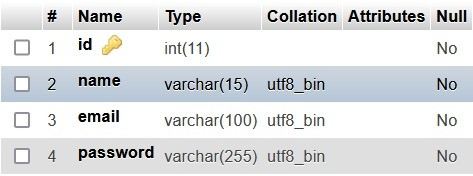 # Name Type Collation Attributes Null
1 id int(11) No
2 name varchar(15) utf8_bin No
3 email varchar(100) utf8_bin No
4 password varchar(255) utf8_bin No